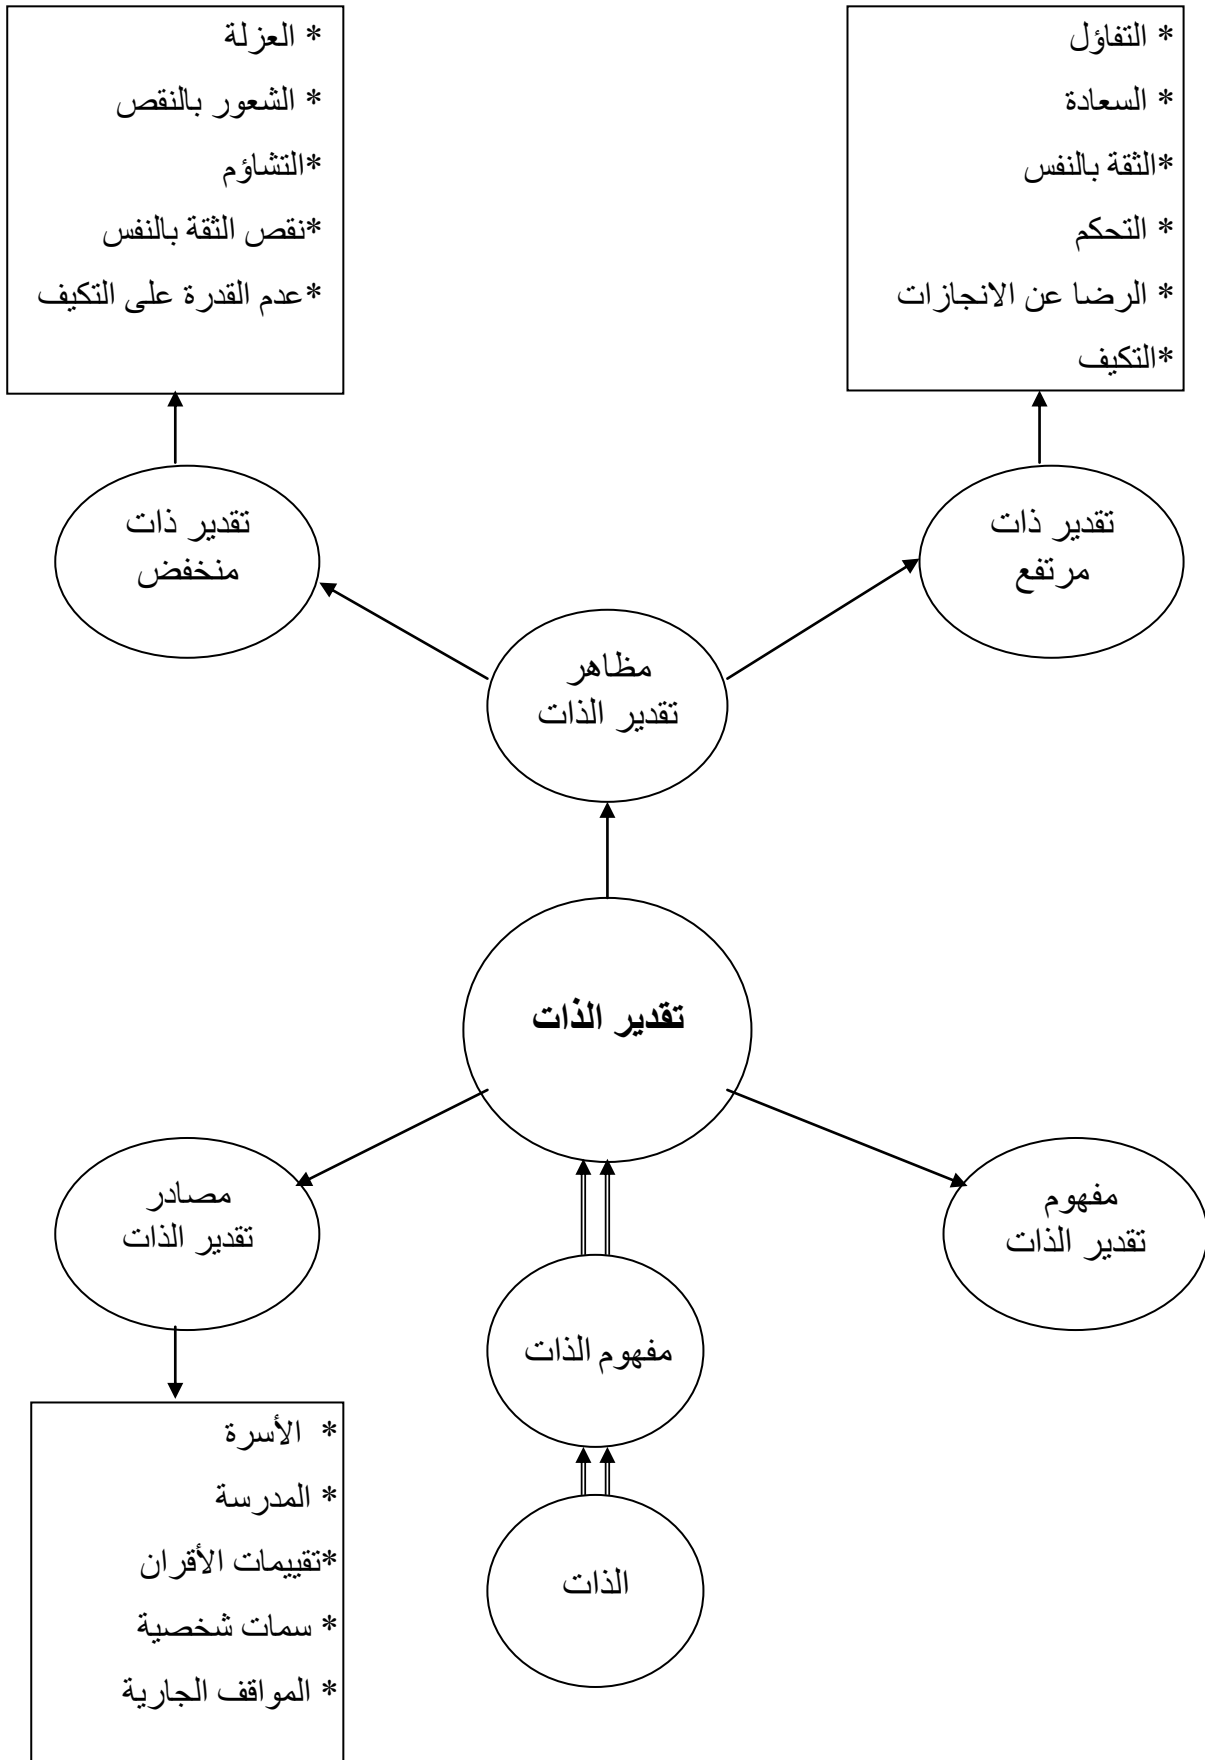 * التفاؤل
* السعادة
*الثقة بالنفس
* التحكم
* الرضا عن الانجازات
*التكيف
* العزلة
* الشعور بالنقص
*التشاؤم
*نقص الثقة بالنفس
*عدم القدرة على التكيف
تقدير ذات
مرتفع
تقدير ذات
منخفض
مظاهر
تقدير الذات
تقدير الذات
مفهوم
تقدير الذات
مصادر
تقدير الذات
مفهوم الذات
الذات
* الأسرة
* المدرسة
*تقييمات الأقران
* سمات شخصية
* المواقف الجارية